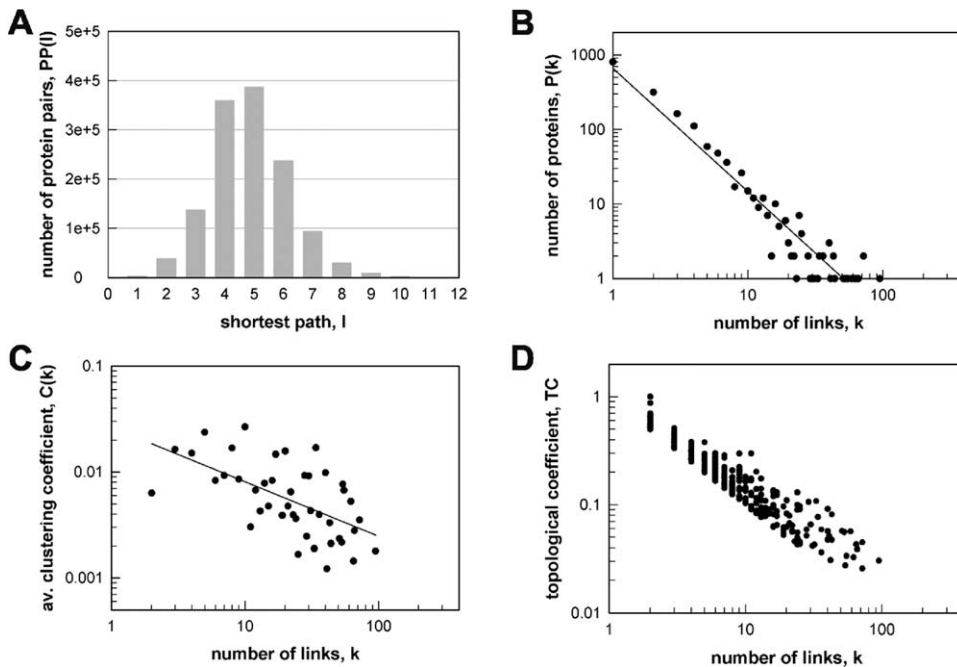 A
number of protein pairs, PP(l)
5e+5
4e+5
3e+5
2e+5
1e+5
0
0 1 2 3 4 5 6 7 8 9 10 11 12
shortest path, l
B
number of proteins, P(k)
1000
100
10
1
1 10 100
number of links, k
C
av. clustering coefficient, C(k)
0.1
0.01
0.001
1 10 100
number of links, k
D
topological coefficient, TC
1
0.1
0.01
1 10 100
number of links, k